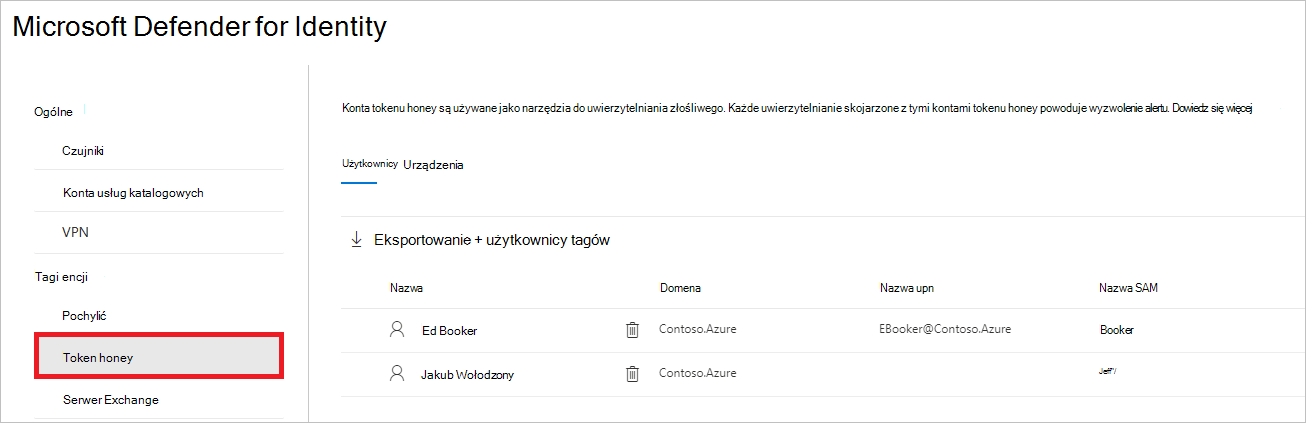 Microsoft Defender for Identity
Ogólne
Czujniki
Konta usług katalogowych
VPN
Tagi encji
Pochylić
Token honey
Serwer Exchange
Konta tokenu honey są używane jako narzędzia do uwierzytelniania złośliwego. Każde uwierzytelnianie skojarzone z tymi kontami tokenu honey powoduje wyzwolenie alertu. Dowiedz się więcej
Użytkownicy Urządzenia
Eksportowanie + użytkownicy tagów
Nazwa Domena Nazwa upn Nazwa SAM
Ed Booker Contoso.Azure EBooker@Contoso.Azure Booker
Jakub Wołodzony Contoso.Azure Jeff"/